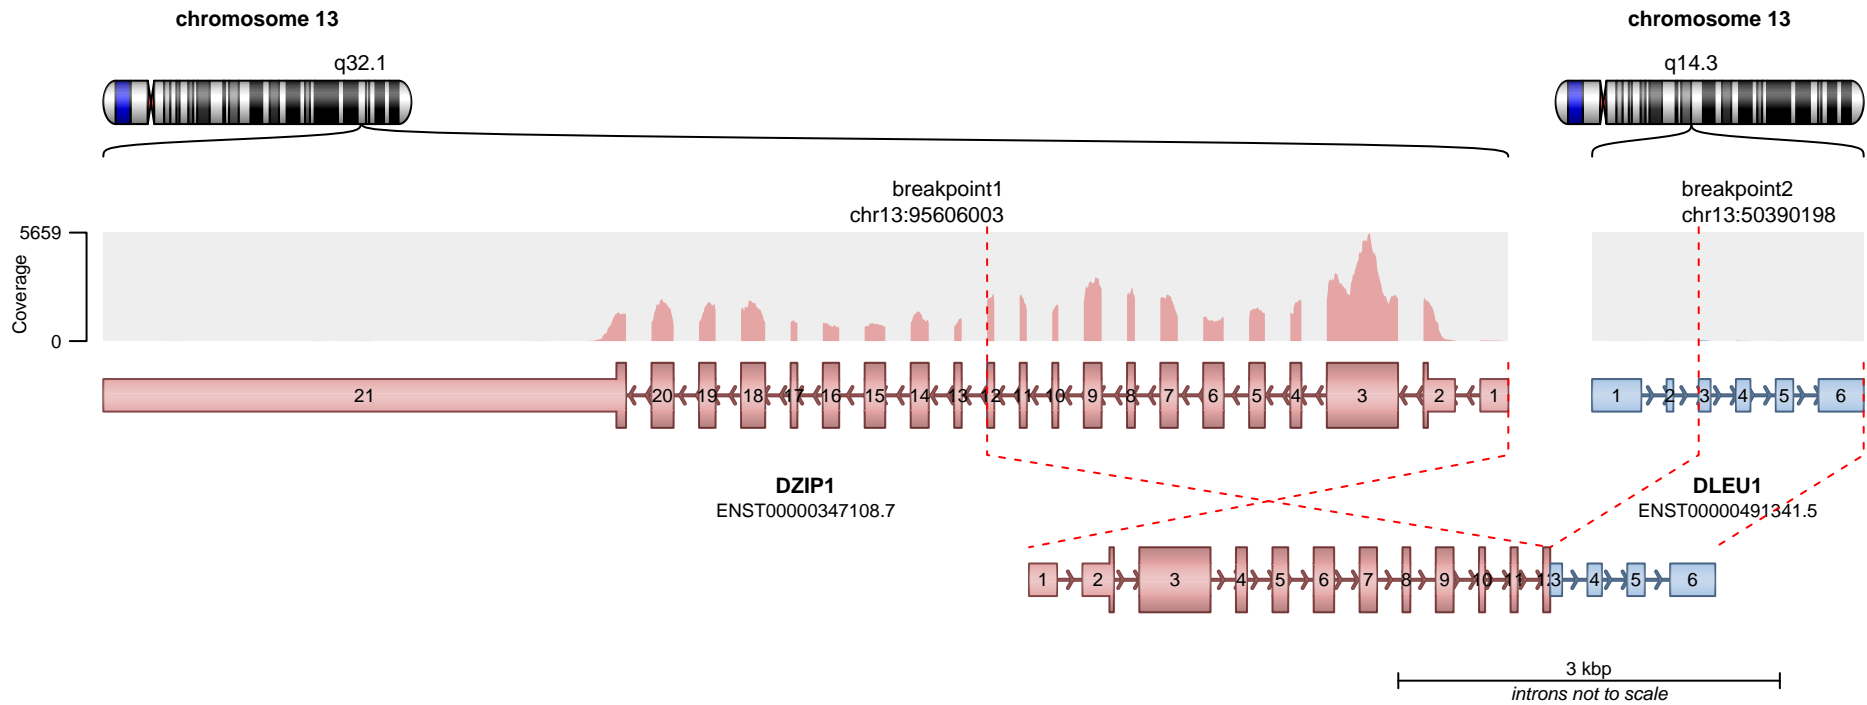 chromosome 13
chromosome 13
q32.1
q14.3
breakpoint1
chr13:95606003
breakpoint2
chr13:50390198
5659
Coverage
0
21 20 19 18 17 16 15 14 13 12 11 10 9 8 7 6 5 4 3 2 1
1 2 3 4 5 6
DZIP1
ENST00000347108.7
DLEU1
ENST00000491341.5
1 2 3 4 5 6 7 8 9 10 11 12 3 4 5 6
3 kbp
introns not to scale